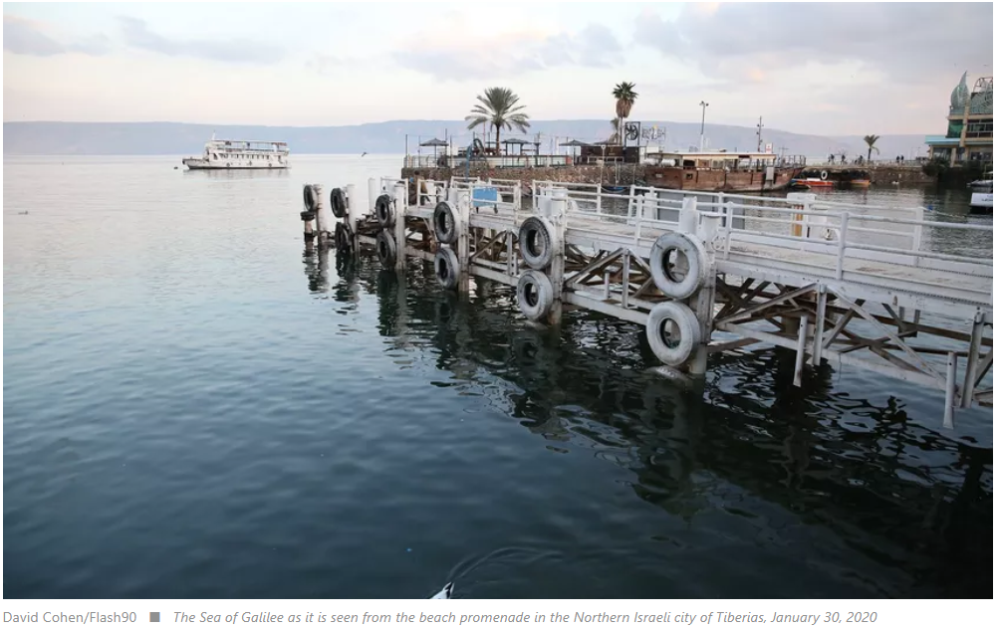 David Cohen/Flash90 ■ The Sea of Galilee as it is seen from the beach promenade in the Northern Israeli city of Tiberias, January 30, 2020